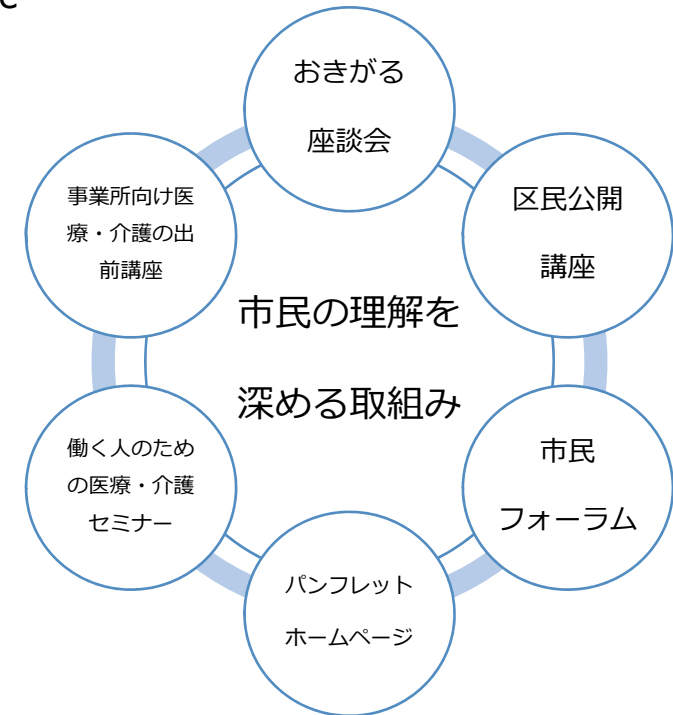 おきがる
座談会
区民公開
講座
市民
フォーラム
パンフレット
ホームページ
働く人のため
の医療・介護
セミナー
事業所向け医
療・介護の出
前講座
市民の理解を
深める取組み